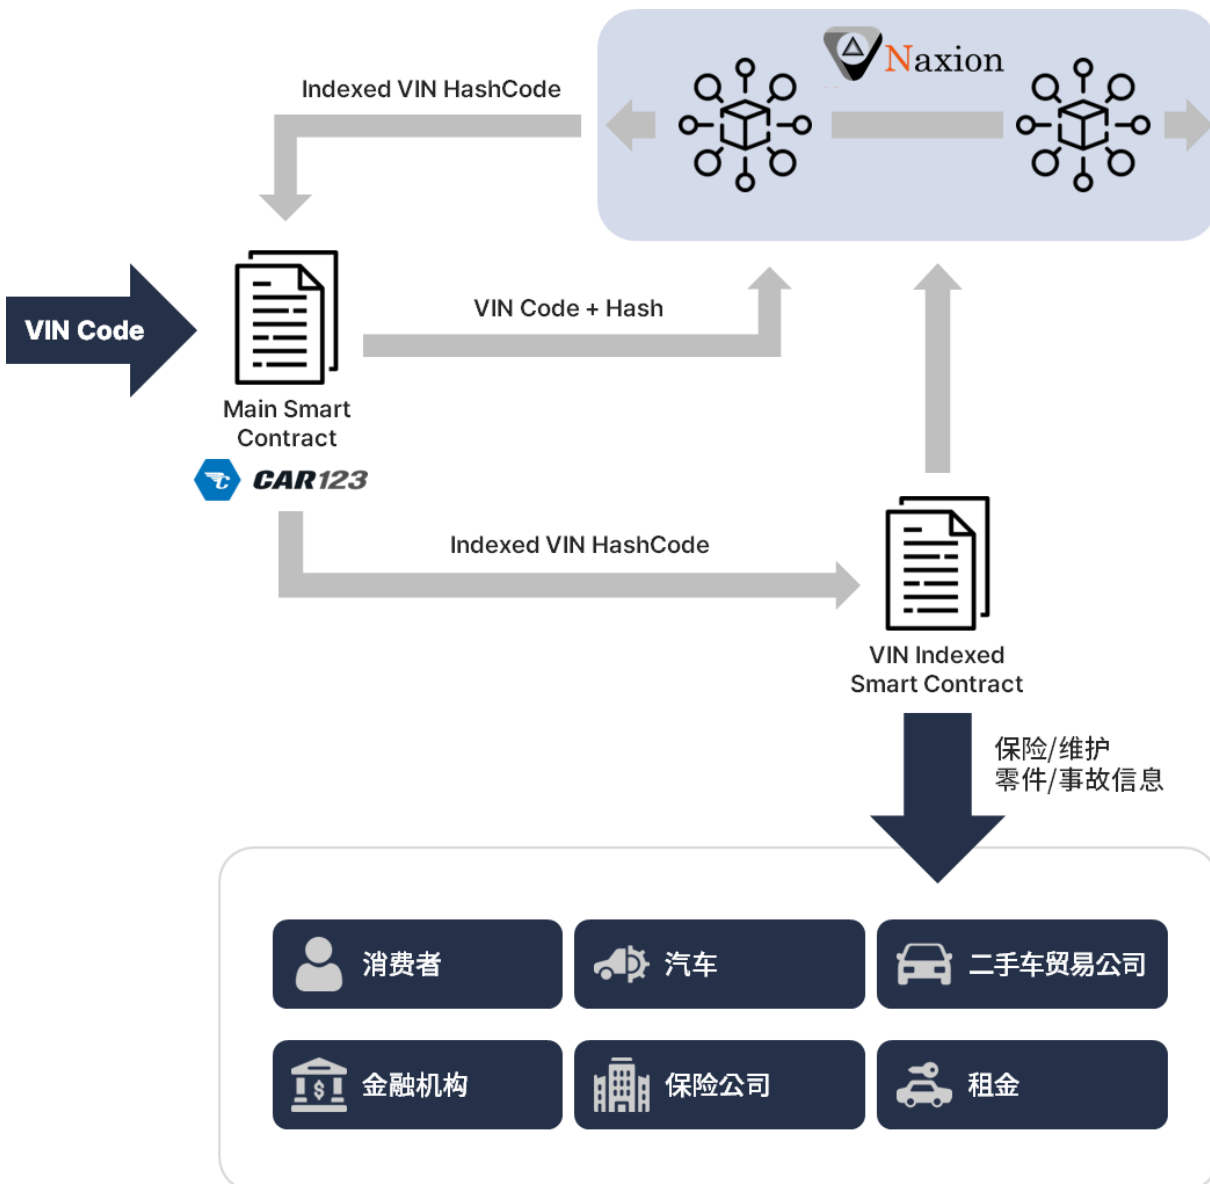 Naxion
Indexed VIN HashCode
VIN Code + Hash
VIN Code
Main Smart
Contract
CAR123
Indexed VIN HashCode
VIN Indexed
Smart Contract
保险/维护
零件/事故信息
消费者
汽车
二手车贸易公司
金融机构
保险公司
租金